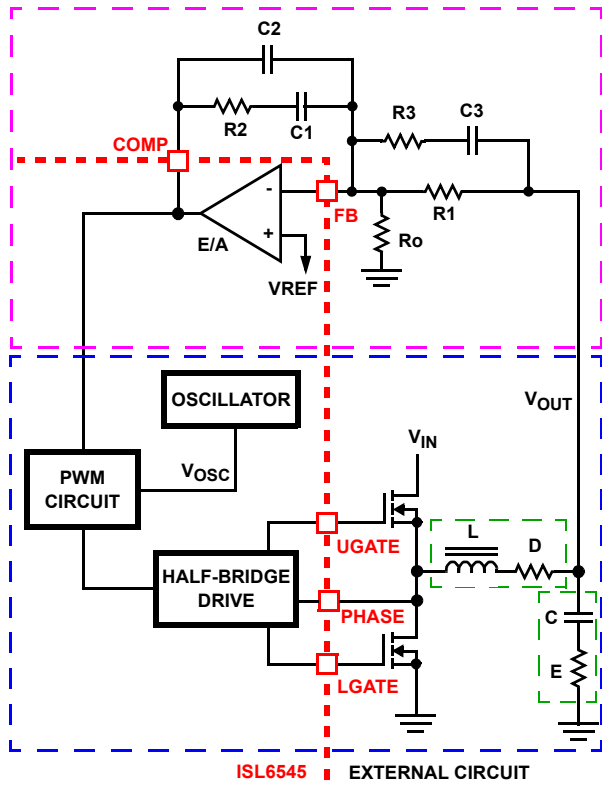 C2
R2
C1
R3
C3
COMP
-
FB
R1
E/A
+
Ro
VREF
OSCILLATOR
VOUT
PWM
CIRCUIT
VOSC
VIN
UGATE
L
D
HALF-BRIDGE
DRIVE
PHASE
C
E
LGATE
ISL6545
EXTERNAL CIRCUIT